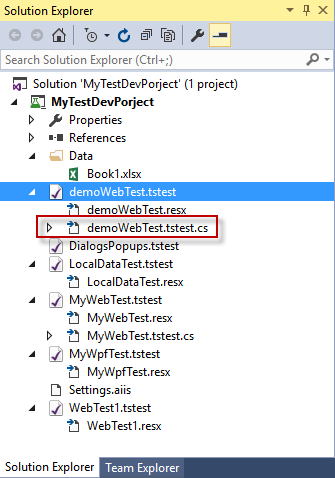 Solution Explorer
Search Solution Explorer (Ctrl+;)
Solution 'MyTestDevPorject' (1 project)
MyTestDevPorject
Properties
References
Data
Book1.xlsx
demoWebTest.tstest
demoWebTest.resx
demoWebTest.tstest.cs
DialogsPopups.tstest
LocalDataTest.tstest
LocalDataTest.resx
MyWebTest.tstest
MyWebTest.resx
MyWebTest.tstest.cs
MyWpfTest.tstest
MyWpfTest.resx
Settings.aiis
WebTest1.tstest
WebTest1.resx
Solution Explorer Team Explorer